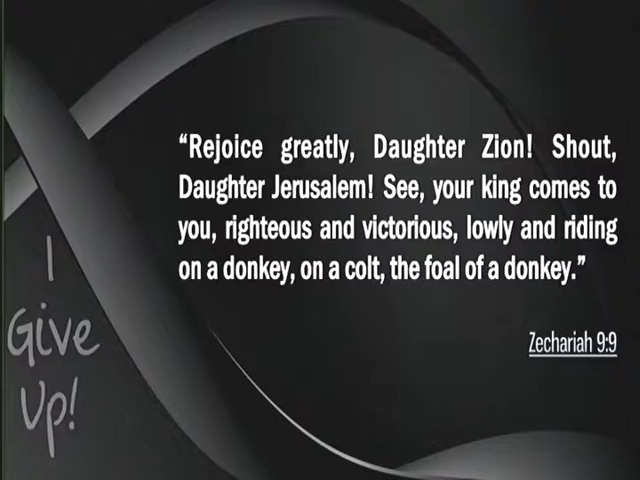 “Rejoice greatly, Daughter Zion! Shout,
Daughter Jerusalem! See, your king comes to
you, righteous and victorious, lowly and riding
on a donkey, on a colt, the foal of a donkey.”
Zechariah 9:9
I
Give
Up!